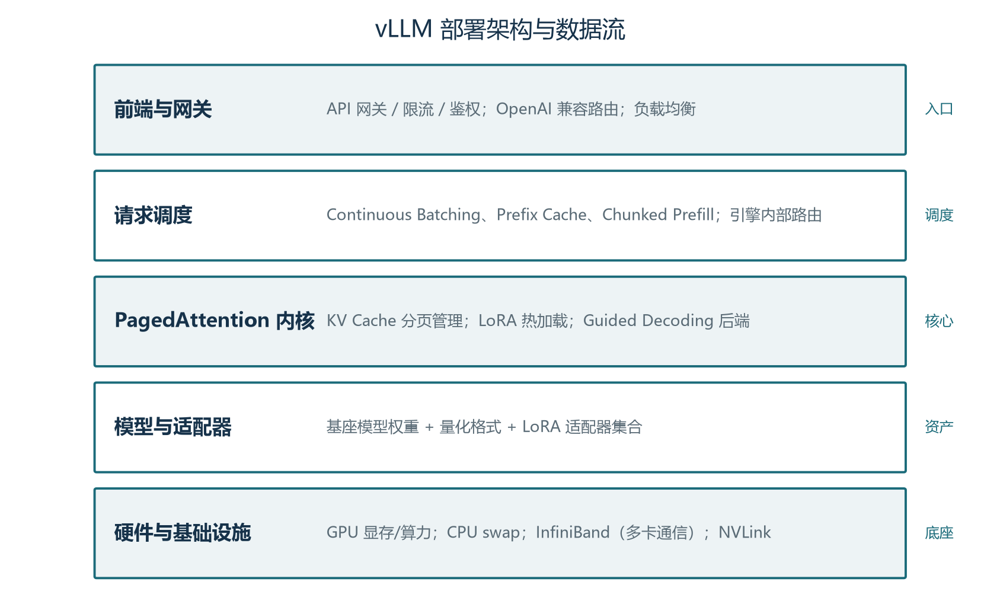 vLLM 部署架构与数据流
前端与网关 API 网关 / 限流 / 鉴权；OpenAI 兼容路由；负载均衡 入口
请求调度 Continuous Batching、Prefix Cache、Chunked Prefill；引擎内部路由 调度
PagedAttention 内核 KV Cache 分页管理；LoRA 热加载；Guided Decoding 后端 核心
模型与适配器 基座模型权重 + 量化格式 + LoRA 适配器集合 资产
硬件与基础设施 GPU 显存/算力；CPU swap；InfiniBand（多卡通信）；NVLink 底座